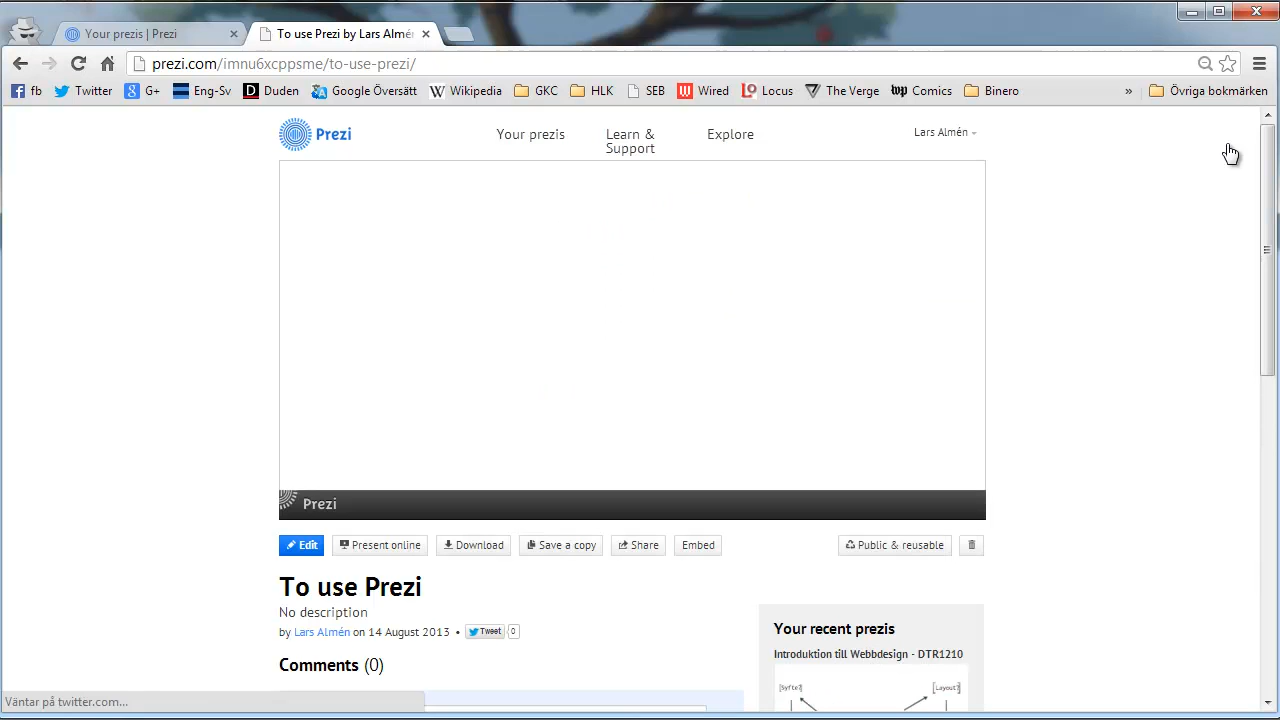 Your prezis | Prezi
To use Prezi by Lars Almén
prezi.com/imnu6xcppsme/to-use-prezi/
fb Twitter G+ Eng-Sv Duden Google Översätt Wikipedia GKC HLK SEB Wired Locus The Verge Comics Binero » Övriga bokmärken
Prezi Your prezis Learn & Support Explore Lars Almén
Prezi
Edit Present online Download Save a copy Share Embed Public & reusable
To use Prezi
No description
by Lars Almén on 14 August 2013 • Tweet 0
Comments (0)
Your recent prezis
Introduktion till Webbdesign - DTR1210
[Syfte?] [Layout?]
Väntar på twitter.com...